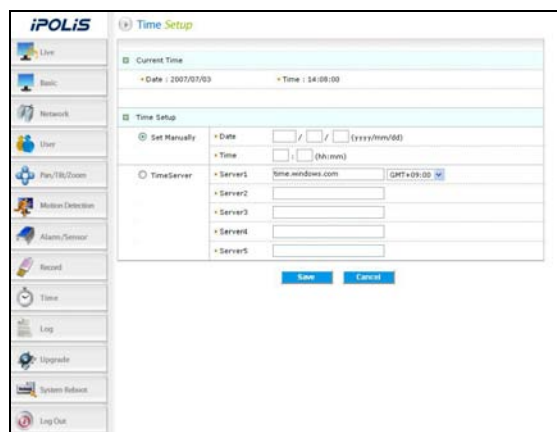 iPOLiS
Time Setup
Live
Basic
Network
User
Pan/Tilt/Zoom
Motion Detection
Alarm/Sensor
Record
Time
Log
Upgrade
System Reboot
Log Out
Current Time
Date : 2007/07/03 Time : 14:08:00
Time Setup
Set Manually Date / / (yyyy/mm/dd)
Time : (hh:mm)
TimeServer Server1 time.windows.com GMT+09:00
Server2
Server3
Server4
Server5
Save Cancel